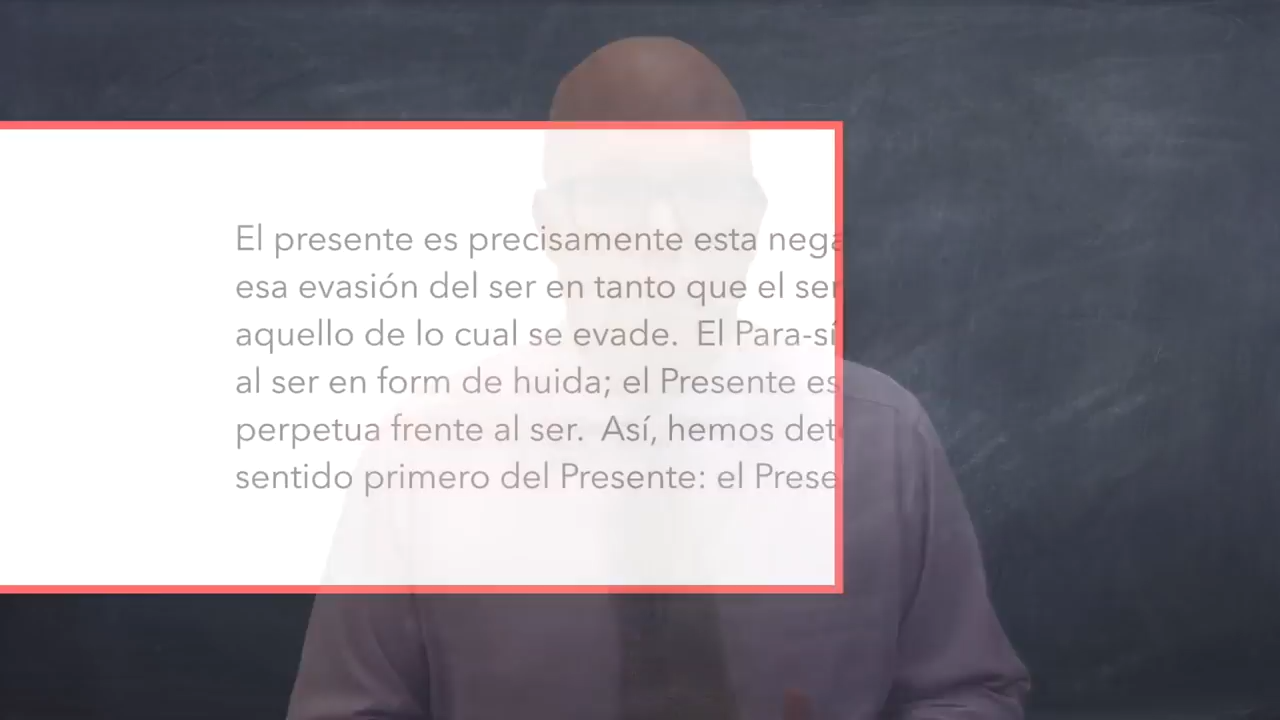 El presente es precisamente esta nega
esa evasión del ser en tanto que el ser
aquello de lo cual se evade. El Para-sí
al ser en form de huida; el Presente es
perpetua frente al ser. Así, hemos det
sentido primero del Presente: el Prese